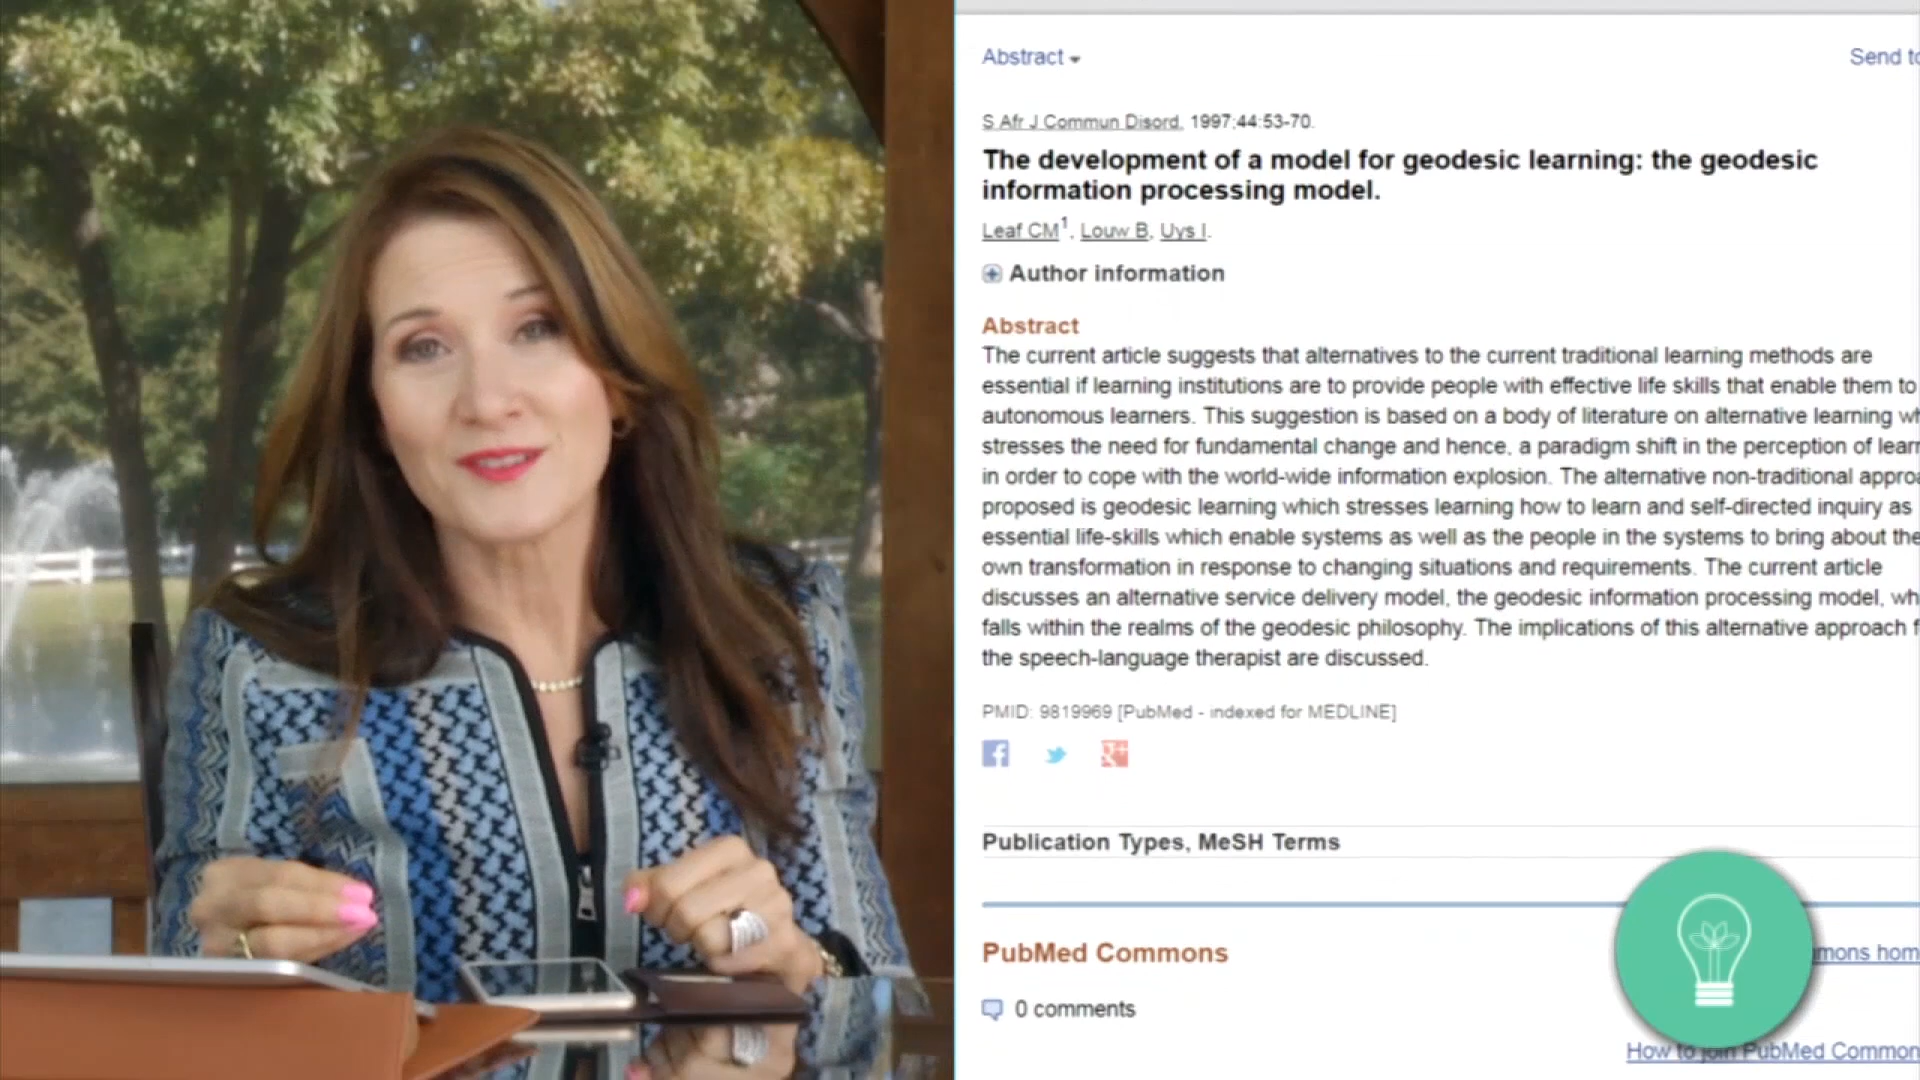 Abstract
Send to
S Afr J Commun Disord. 1997;44:53-70.
The development of a model for geodesic learning: the geodesic
information processing model.
Leaf CM1, Louw B, Uys I.
Author information
Abstract
The current article suggests that alternatives to the current traditional learning methods are
essential if learning institutions are to provide people with effective life skills that enable them to
autonomous learners. This suggestion is based on a body of literature on alternative learning wh
stresses the need for fundamental change and hence, a paradigm shift in the perception of learn
in order to cope with the world-wide information explosion. The alternative non-traditional approa
proposed is geodesic learning which stresses learning how to learn and self-directed inquiry as
essential life-skills which enable systems as well as the people in the systems to bring about the
own transformation in response to changing situations and requirements. The current article
discusses an alternative service delivery model, the geodesic information processing model, wh
falls within the realms of the geodesic philosophy. The implications of this alternative approach f
the speech-language therapist are discussed.
PMID: 9819969 [PubMed - indexed for MEDLINE]
f g+
Publication Types, MeSH Terms
PubMed Commons
mons hom
0 comments
How to join PubMed Common